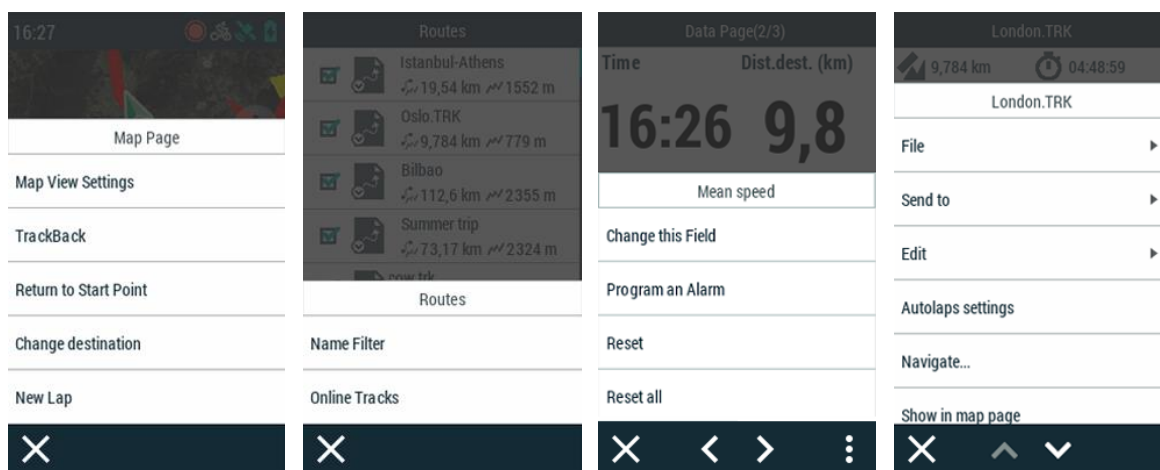 16:27
Map Page
Map View Settings
TrackBack
Return to Start Point
Change destination
New Lap
Routes
Istanbul-Athens
19,54 km 1552 m
Oslo.TRK
9,784 km 779 m
Bilbao
112,6 km 2355 m
Summer trip
73,17 km 2324 m
cow.trk
Routes
Name Filter
Online Tracks
Data Page(2/3)
Time Dist.dest. (km)
16:26 9,8
Mean speed
Change this Field
Program an Alarm
Reset
Reset all
London.TRK
9,784 km 04:48:59
London.TRK
File
Send to
Edit
Autolaps settings
Navigate...
Show in map page